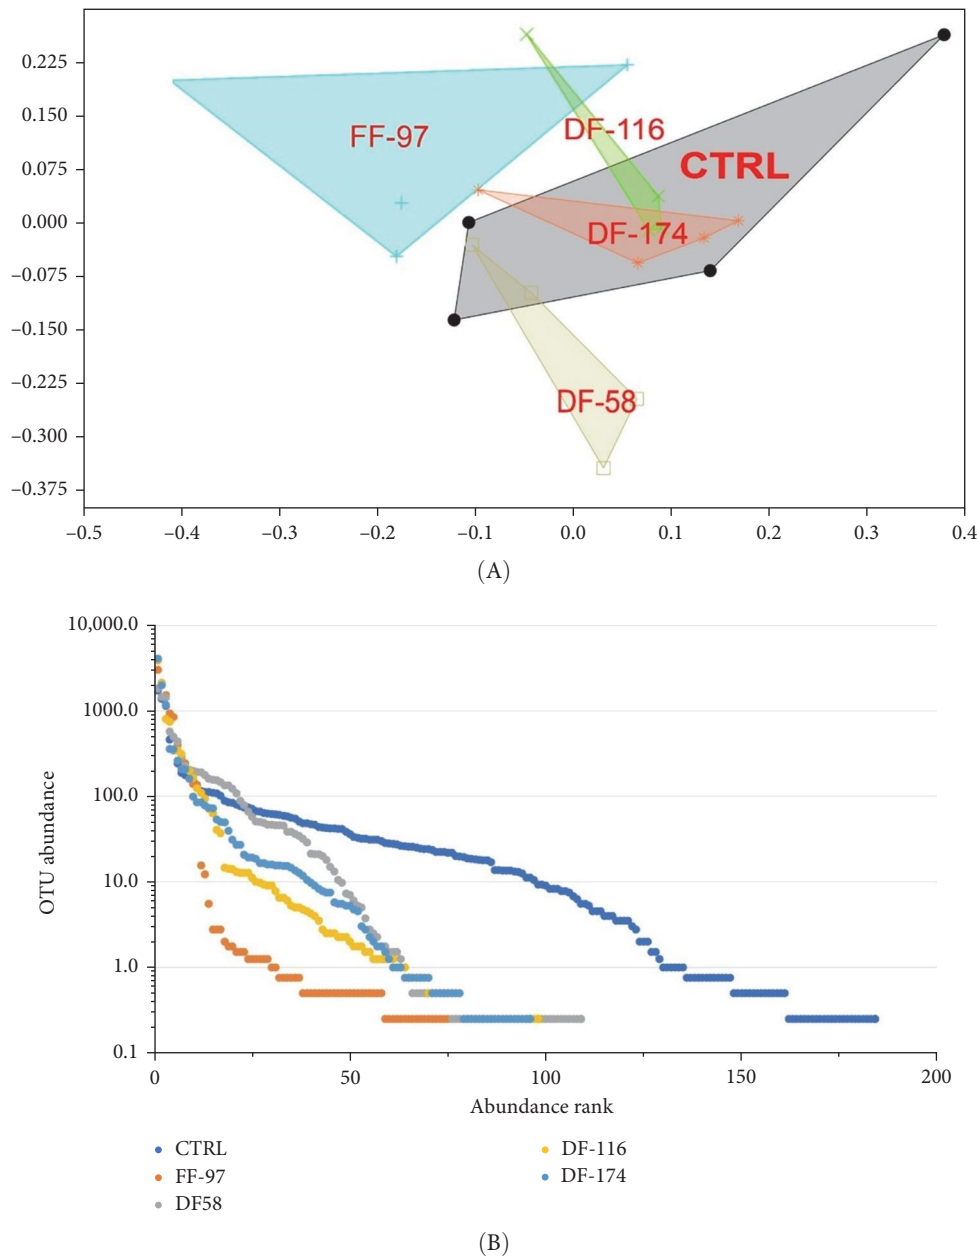 0.225
0.150
0.075
0.000
–0.075
–0.150
–0.225
–0.300
–0.375
FF-97
DF-116
CTRL
DF-174
DF-58
–0.5
–0.4
–0.3
–0.2
–0.1
0.0
0.1
0.2
0.3
0.4
(A)
10,000.0
1000.0
100.0
10.0
1.0
0.1
OTU abundance
0
50
100
150
200
Abundance rank
CTRL
FF-97
DF58
DF-116
DF-174
(B)